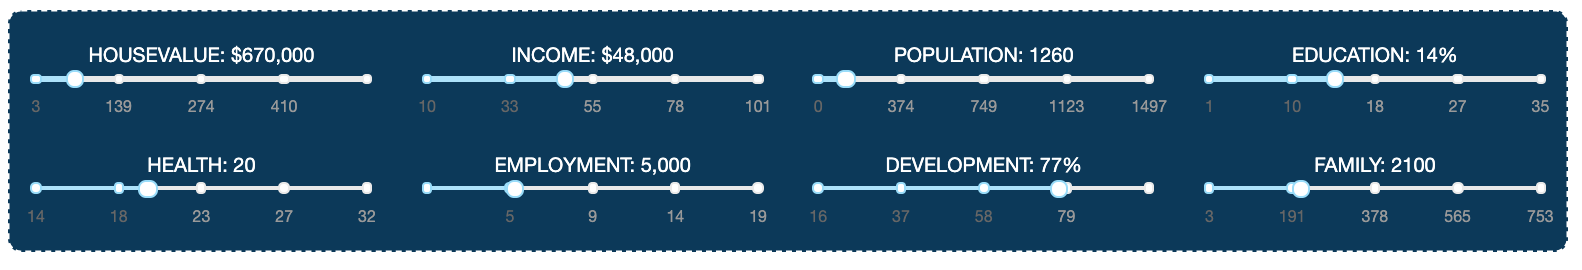 HOUSEVALUE: $670,000 INCOME: $48,000 POPULATION: 1260 EDUCATION: 14%
3 139 274 410 10 33 55 78 101 0 374 749 1123 1497 1 10 18 27 35
HEALTH: 20 EMPLOYMENT: 5,000 DEVELOPMENT: 77% FAMILY: 2100
14 18 23 27 32 5 9 14 19 16 37 58 79 3 191 378 565 753